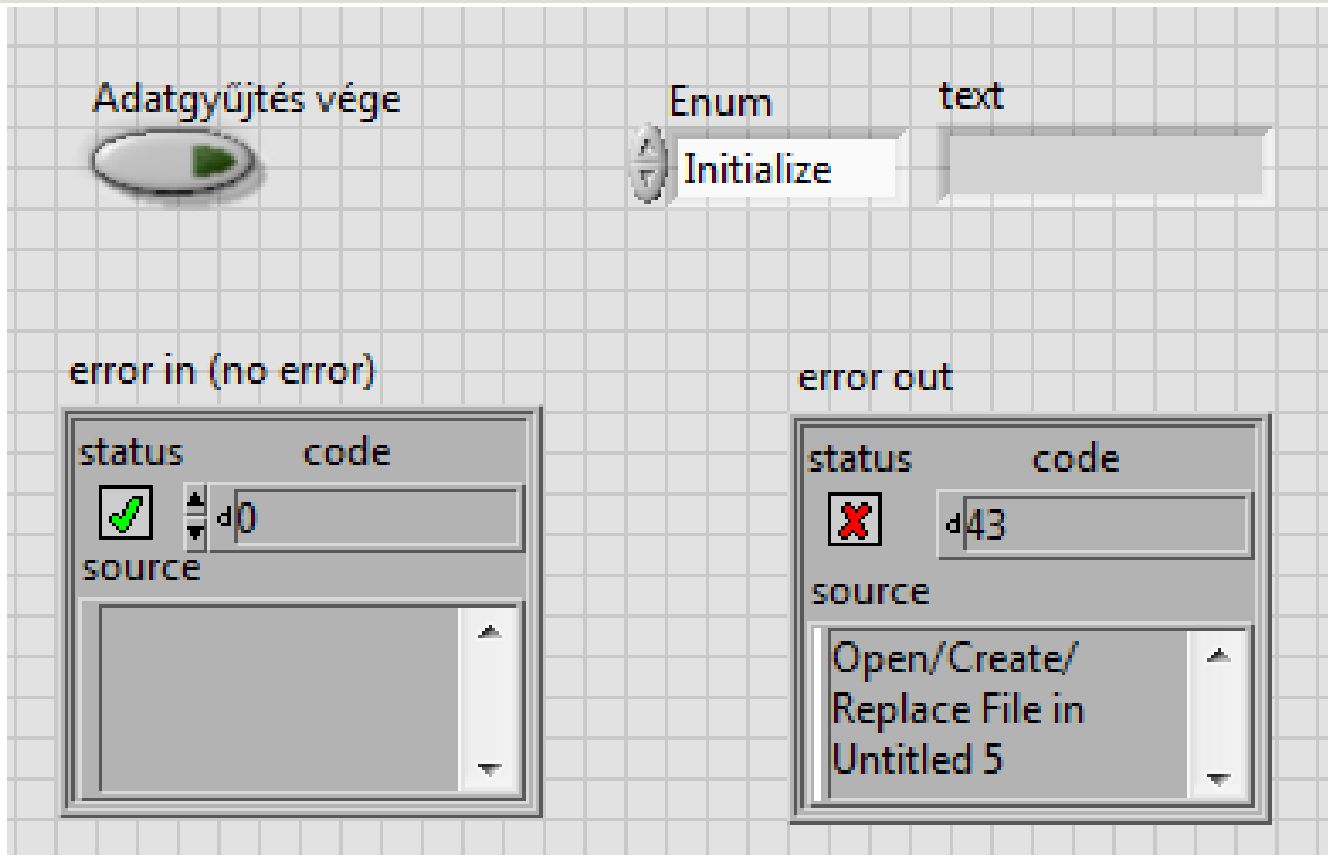 Adatgyűjtés vége
Enum
text
Initialize
error in (no error)
status code
0
source
error out
status code
d 43
source
Open/Create/
Replace File in
Untitled 5